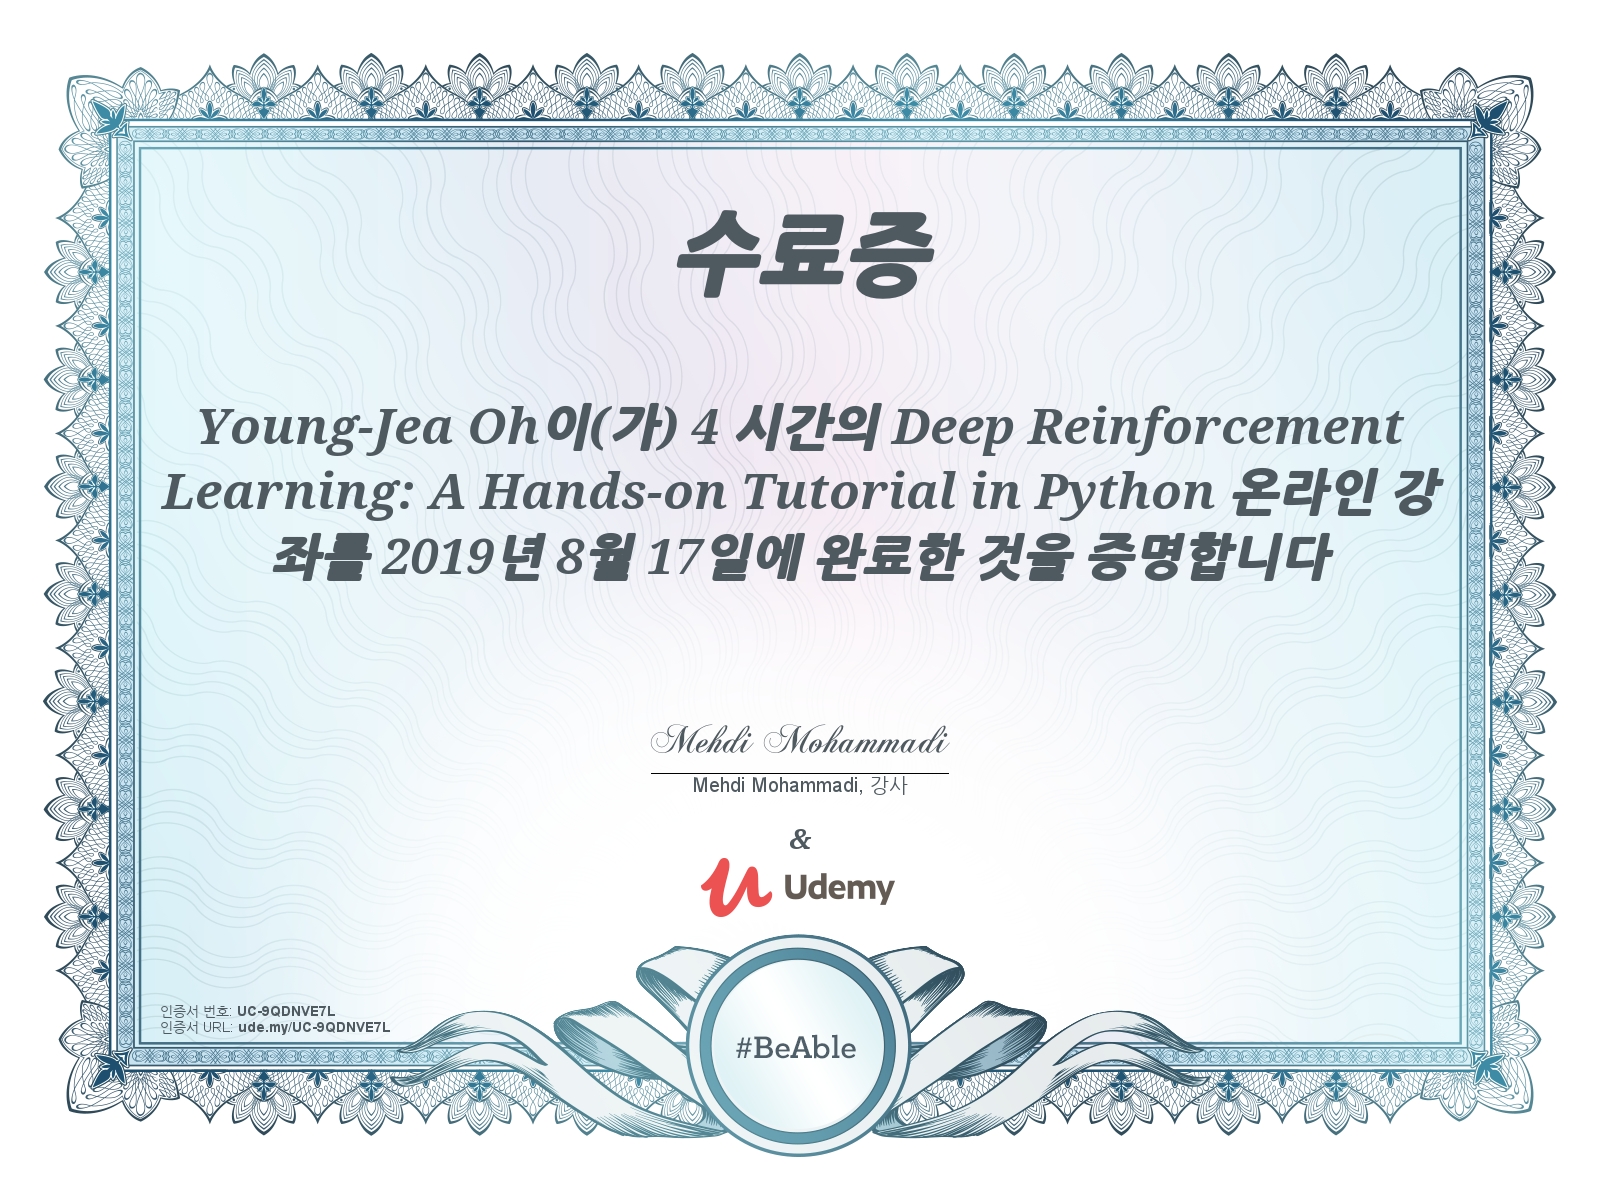 수료증
Young-Jea Oh이(가) 4 시간의 Deep Reinforcement
Learning: A Hands-on Tutorial in Python 온라인 강
좌를 2019년 8월 17일에 완료한 것을 증명합니다
Mehdi Mohammadi
Mehdi Mohammadi, 강사
&
Udemy
인증서 번호: UC-9QDNVE7L
인증서 URL: ude.my/UC-9QDNVE7L
#BeAble